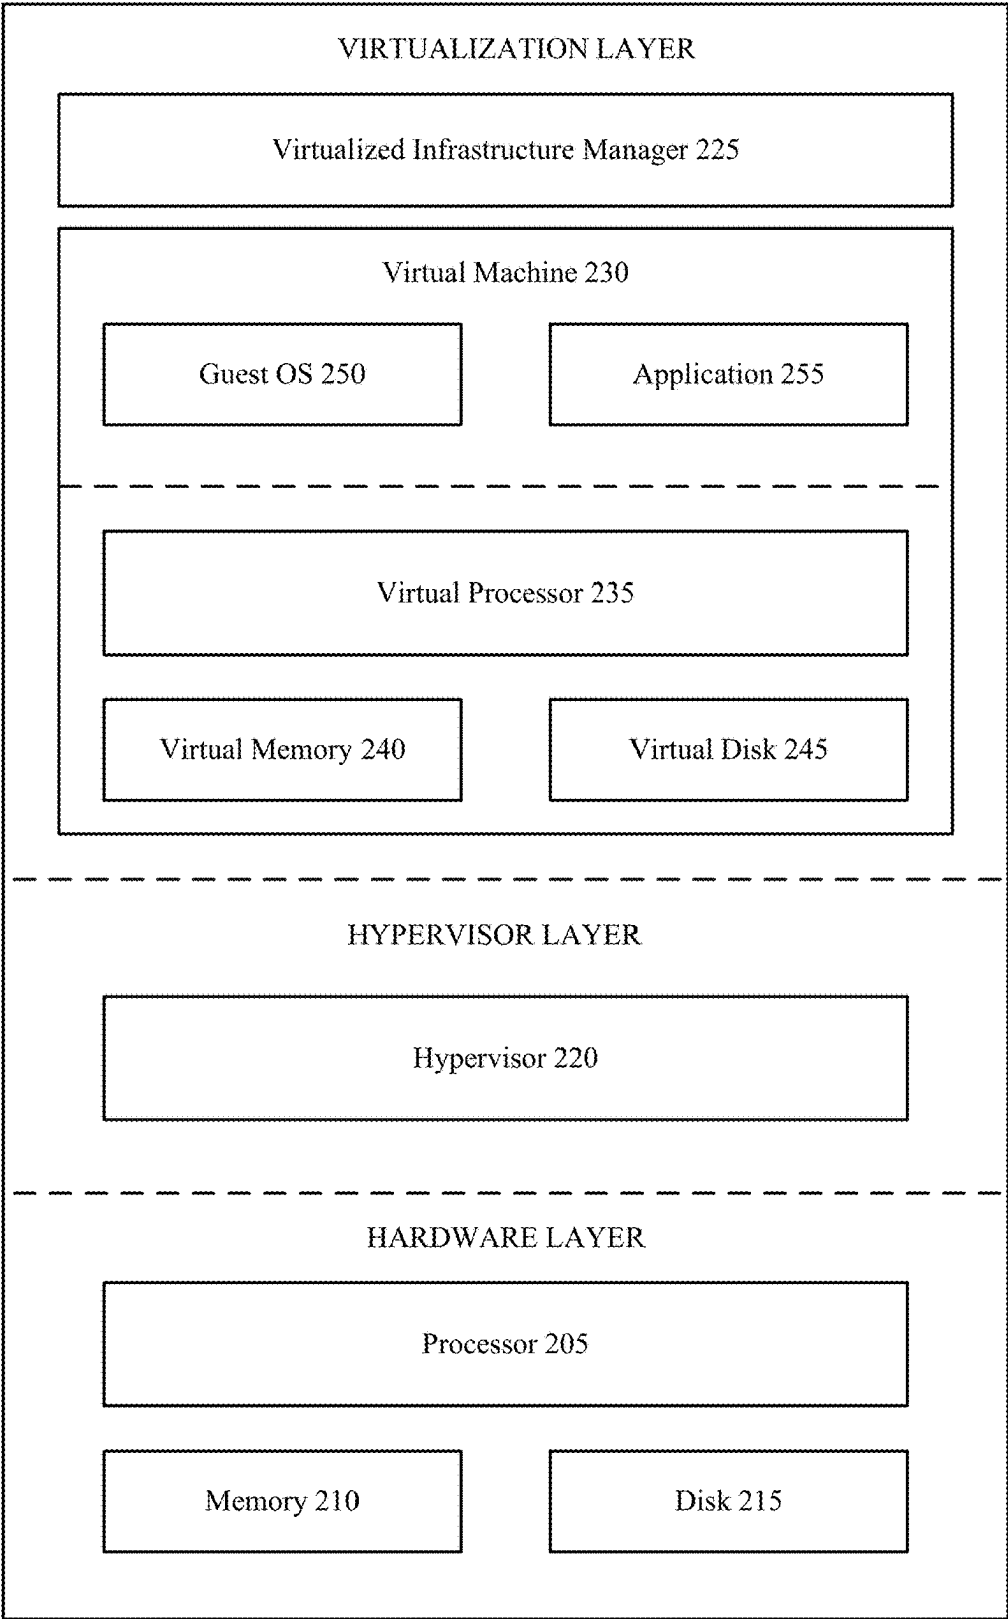 VIRTUALIZATION LAYER
Virtualized Infrastructure Manager 225
Virtual Machine 230
Guest OS 250
Application 255
Virtual Processor 235
Virtual Memory 240
Virtual Disk 245
HYPERVISOR LAYER
Hypervisor 220
HARDWARE LAYER
Processor 205
Memory 210
Disk 215